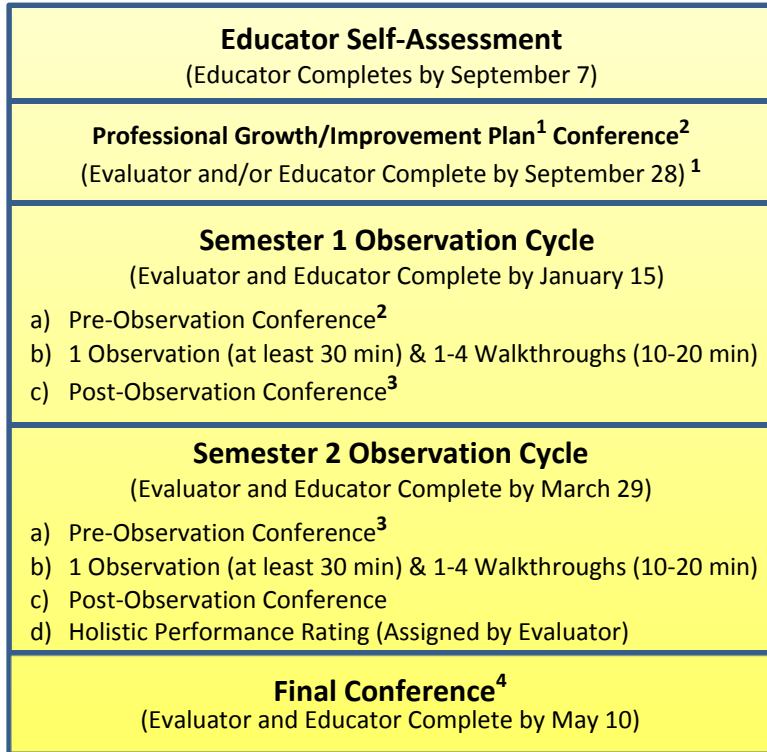 Educator Self-Assessment
(Educator Completes by September 7)
Professional Growth/Improvement Plan¹ Conference²
(Evaluator and/or Educator Complete by September 28) ¹
Semester 1 Observation Cycle
(Evaluator and Educator Complete by January 15)
a) Pre-Observation Conference²
b) 1 Observation (at least 30 min) & 1-4 Walkthroughs (10-20 min)
c) Post-Observation Conference³
Semester 2 Observation Cycle
(Evaluator and Educator Complete by March 29)
a) Pre-Observation Conference³
b) 1 Observation (at least 30 min) & 1-4 Walkthroughs (10-20 min)
c) Post-Observation Conference
d) Holistic Performance Rating (Assigned by Evaluator)
Final Conference⁴
(Evaluator and Educator Complete by May 10)